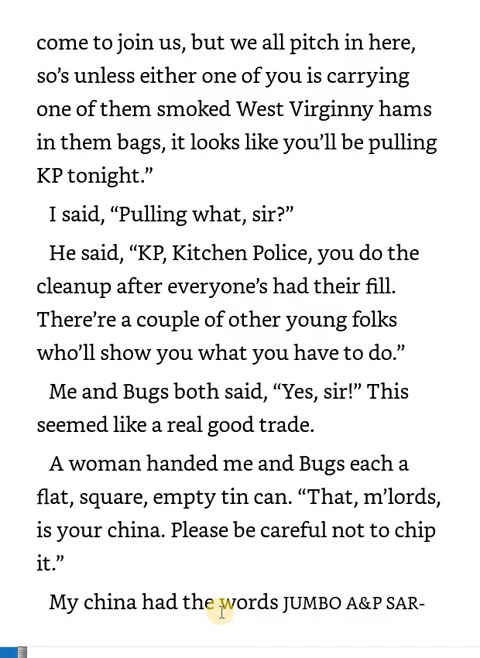 come to join us, but we all pitch in here,
so’s unless either one of you is carrying
one of them smoked West Virginny hams
in them bags, it looks like you’ll be pulling
KP tonight.”
I said, “Pulling what, sir?”
He said, “KP, Kitchen Police, you do the
cleanup after everyone’s had their fill.
There’re a couple of other young folks
who’ll show you what you have to do.”
Me and Bugs both said, “Yes, sir!” This
seemed like a real good trade.
A woman handed me and Bugs each a
flat, square, empty tin can. “That, m’lords,
is your china. Please be careful not to chip
it.”
My china had the words JUMBO A&P SAR-